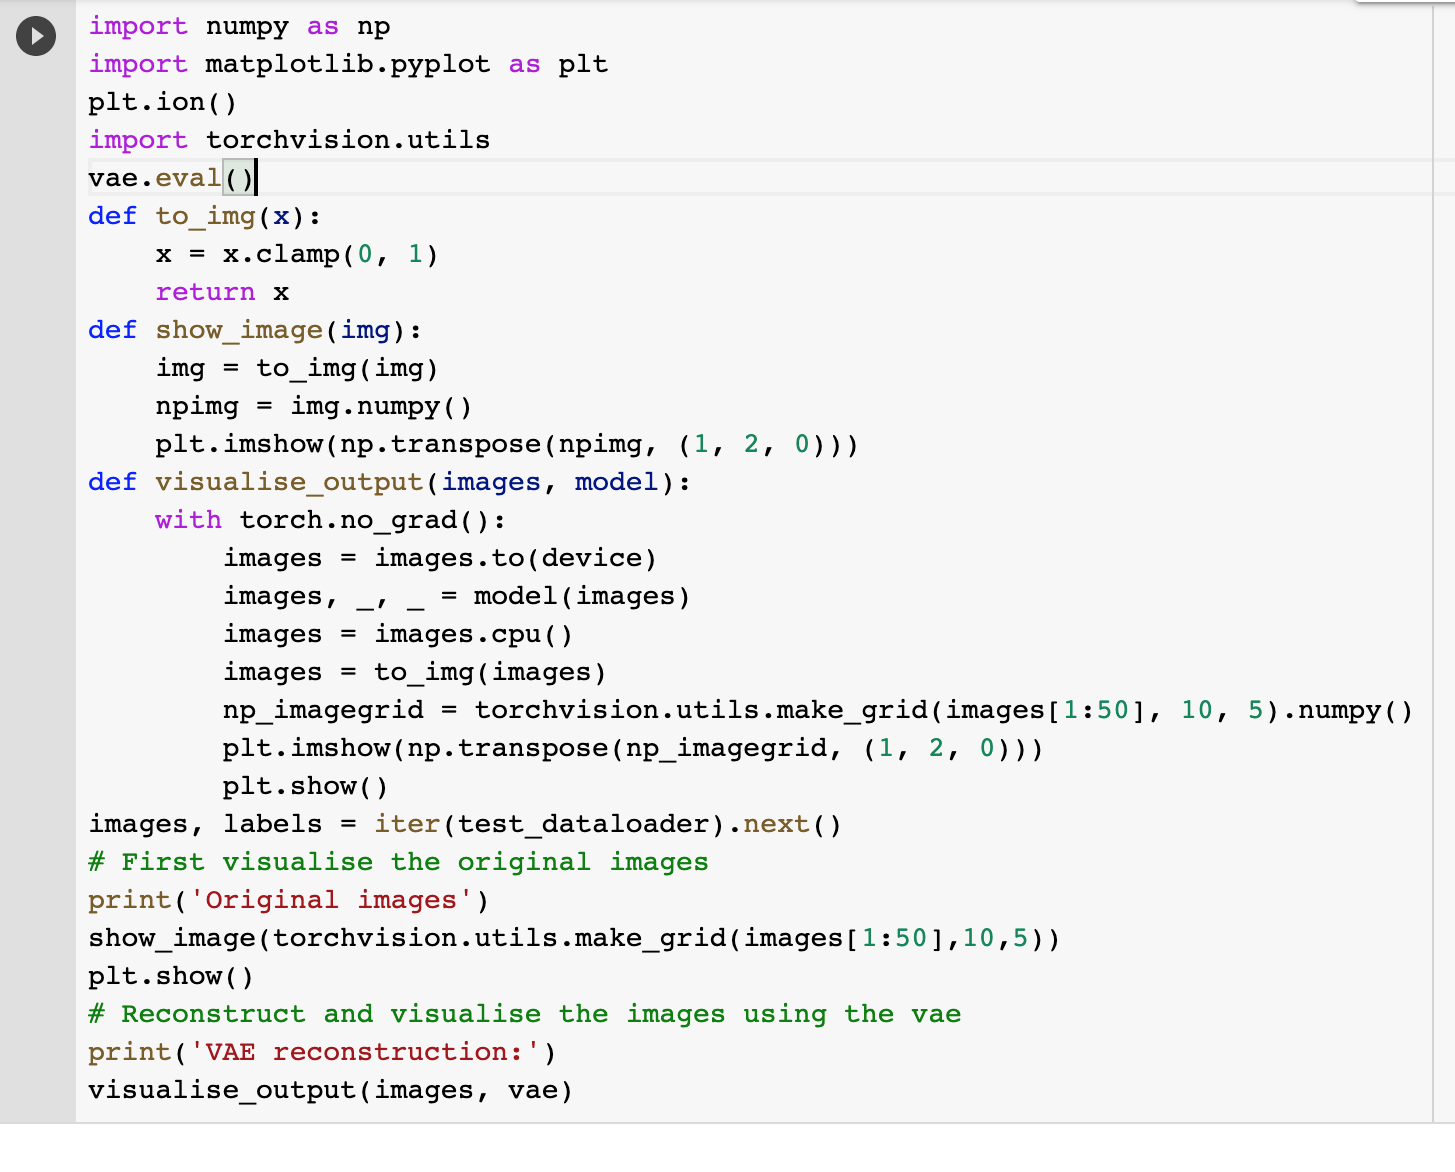 import numpy as np
import matplotlib.pyplot as plt
plt.ion()
import torchvision.utils
vae.eval()
def to_img(x):
    x = x.clamp(0, 1)
    return x
def show_image(img):
    img = to_img(img)
    npimg = img.numpy()
    plt.imshow(np.transpose(npimg, (1, 2, 0)))
def visualise_output(images, model):
    with torch.no_grad():
        images = images.to(device)
        images, _, _ = model(images)
        images = images.cpu()
        images = to_img(images)
        np_imagegrid = torchvision.utils.make_grid(images[1:50], 10, 5).numpy()
        plt.imshow(np.transpose(np_imagegrid, (1, 2, 0)))
        plt.show()
images, labels = iter(test_dataloader).next()
# First visualise the original images
print('Original images')
show_image(torchvision.utils.make_grid(images[1:50],10,5))
plt.show()
# Reconstruct and visualise the images using the vae
print('VAE reconstruction:')
visualise_output(images, vae)